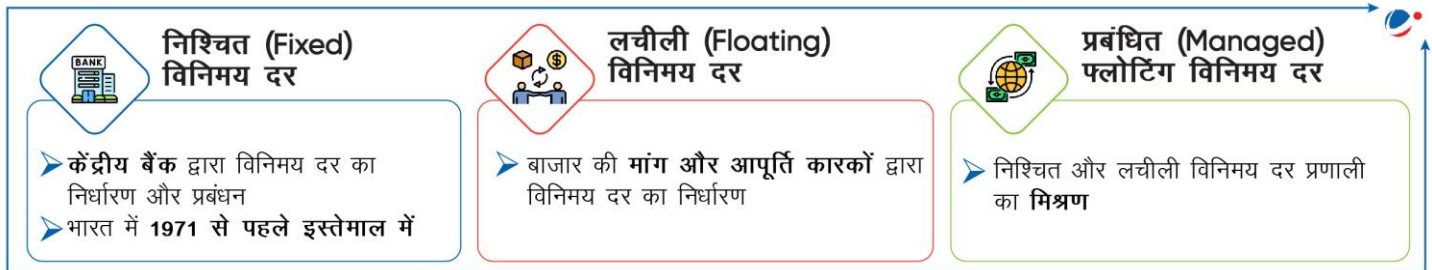 निश्चित (Fixed)
विनिमय दर
BANK
केंद्रीय बैंक द्वारा विनिमय दर का
निर्धारण और प्रबंधन
भारत में 1971 से पहले इस्तेमाल में
लचीली (Floating)
विनिमय दर
$
बाजार की मांग और आपूर्ति कारकों द्वारा
विनिमय दर का निर्धारण
प्रबंधित (Managed)
फ्लोटिंग विनिमय दर
निश्चित और लचीली विनिमय दर प्रणाली
का मिश्रण